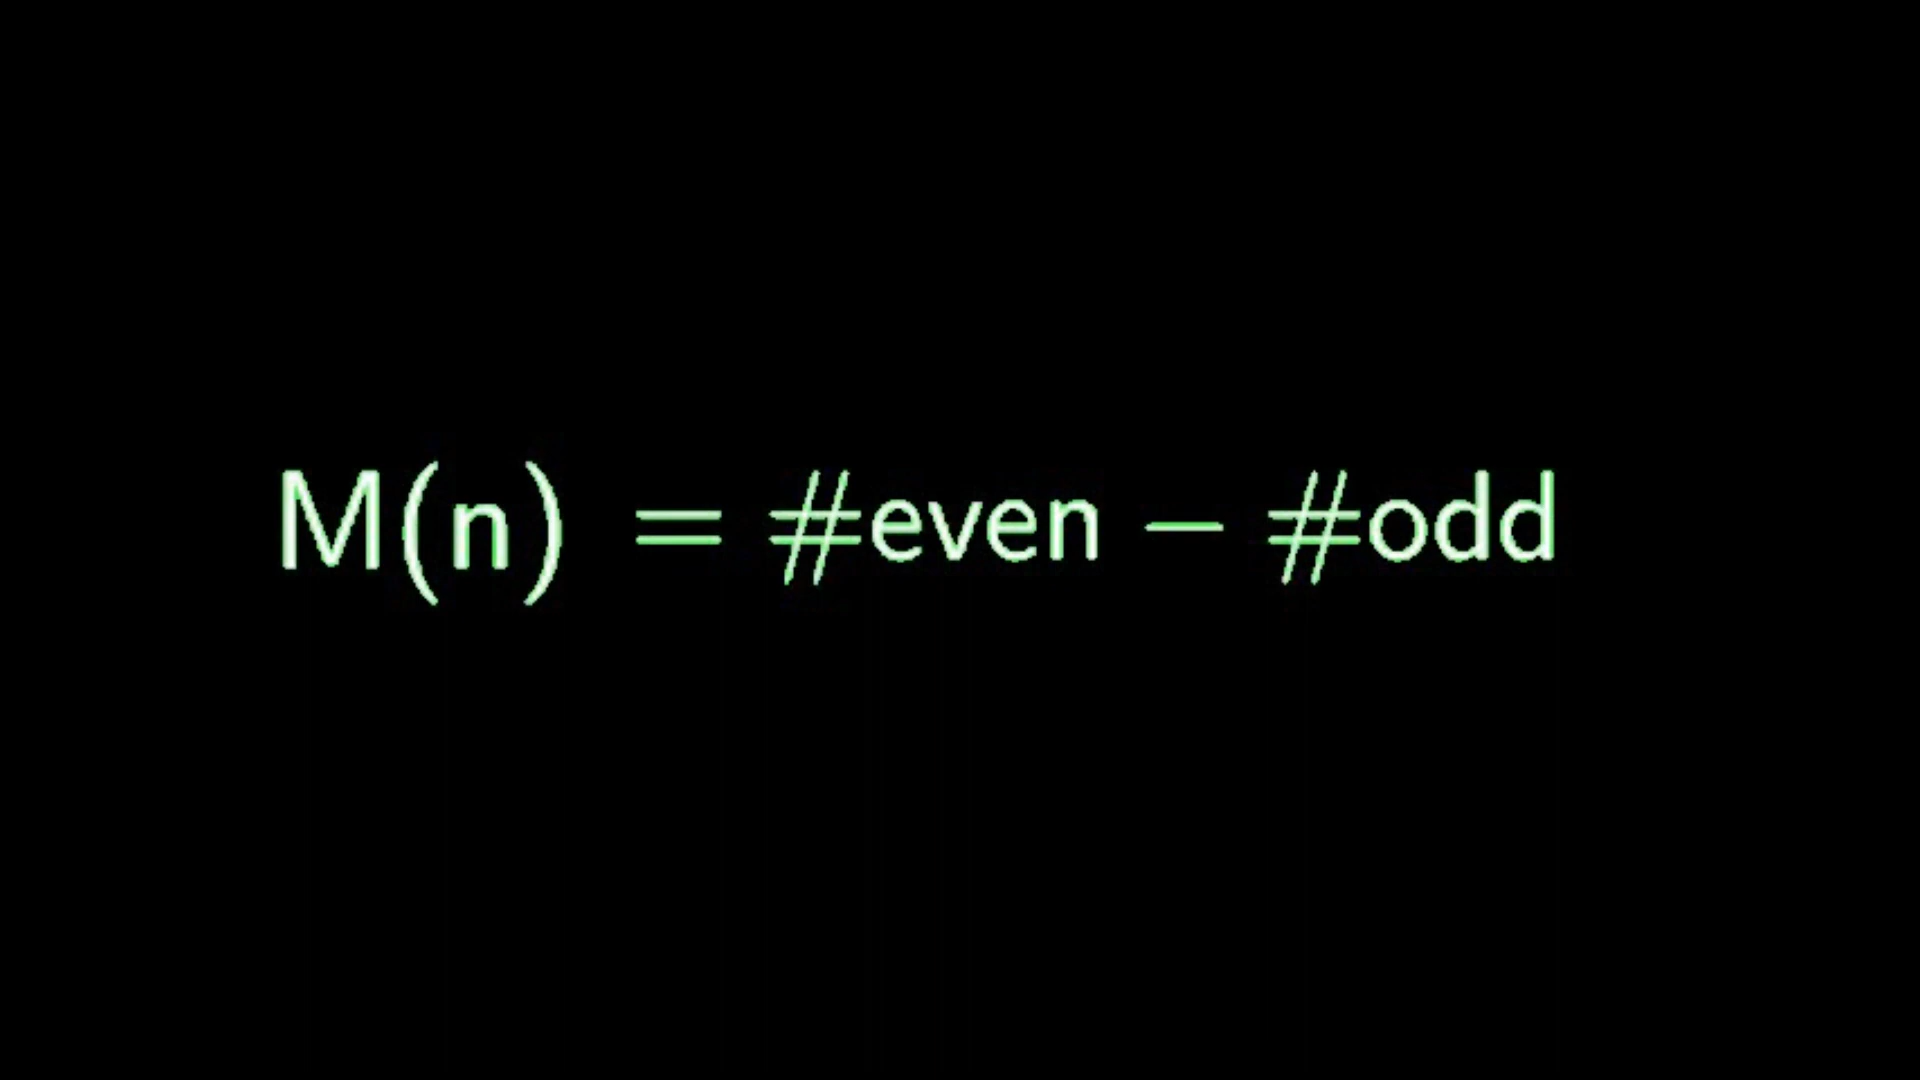 M(n) = #even − #odd